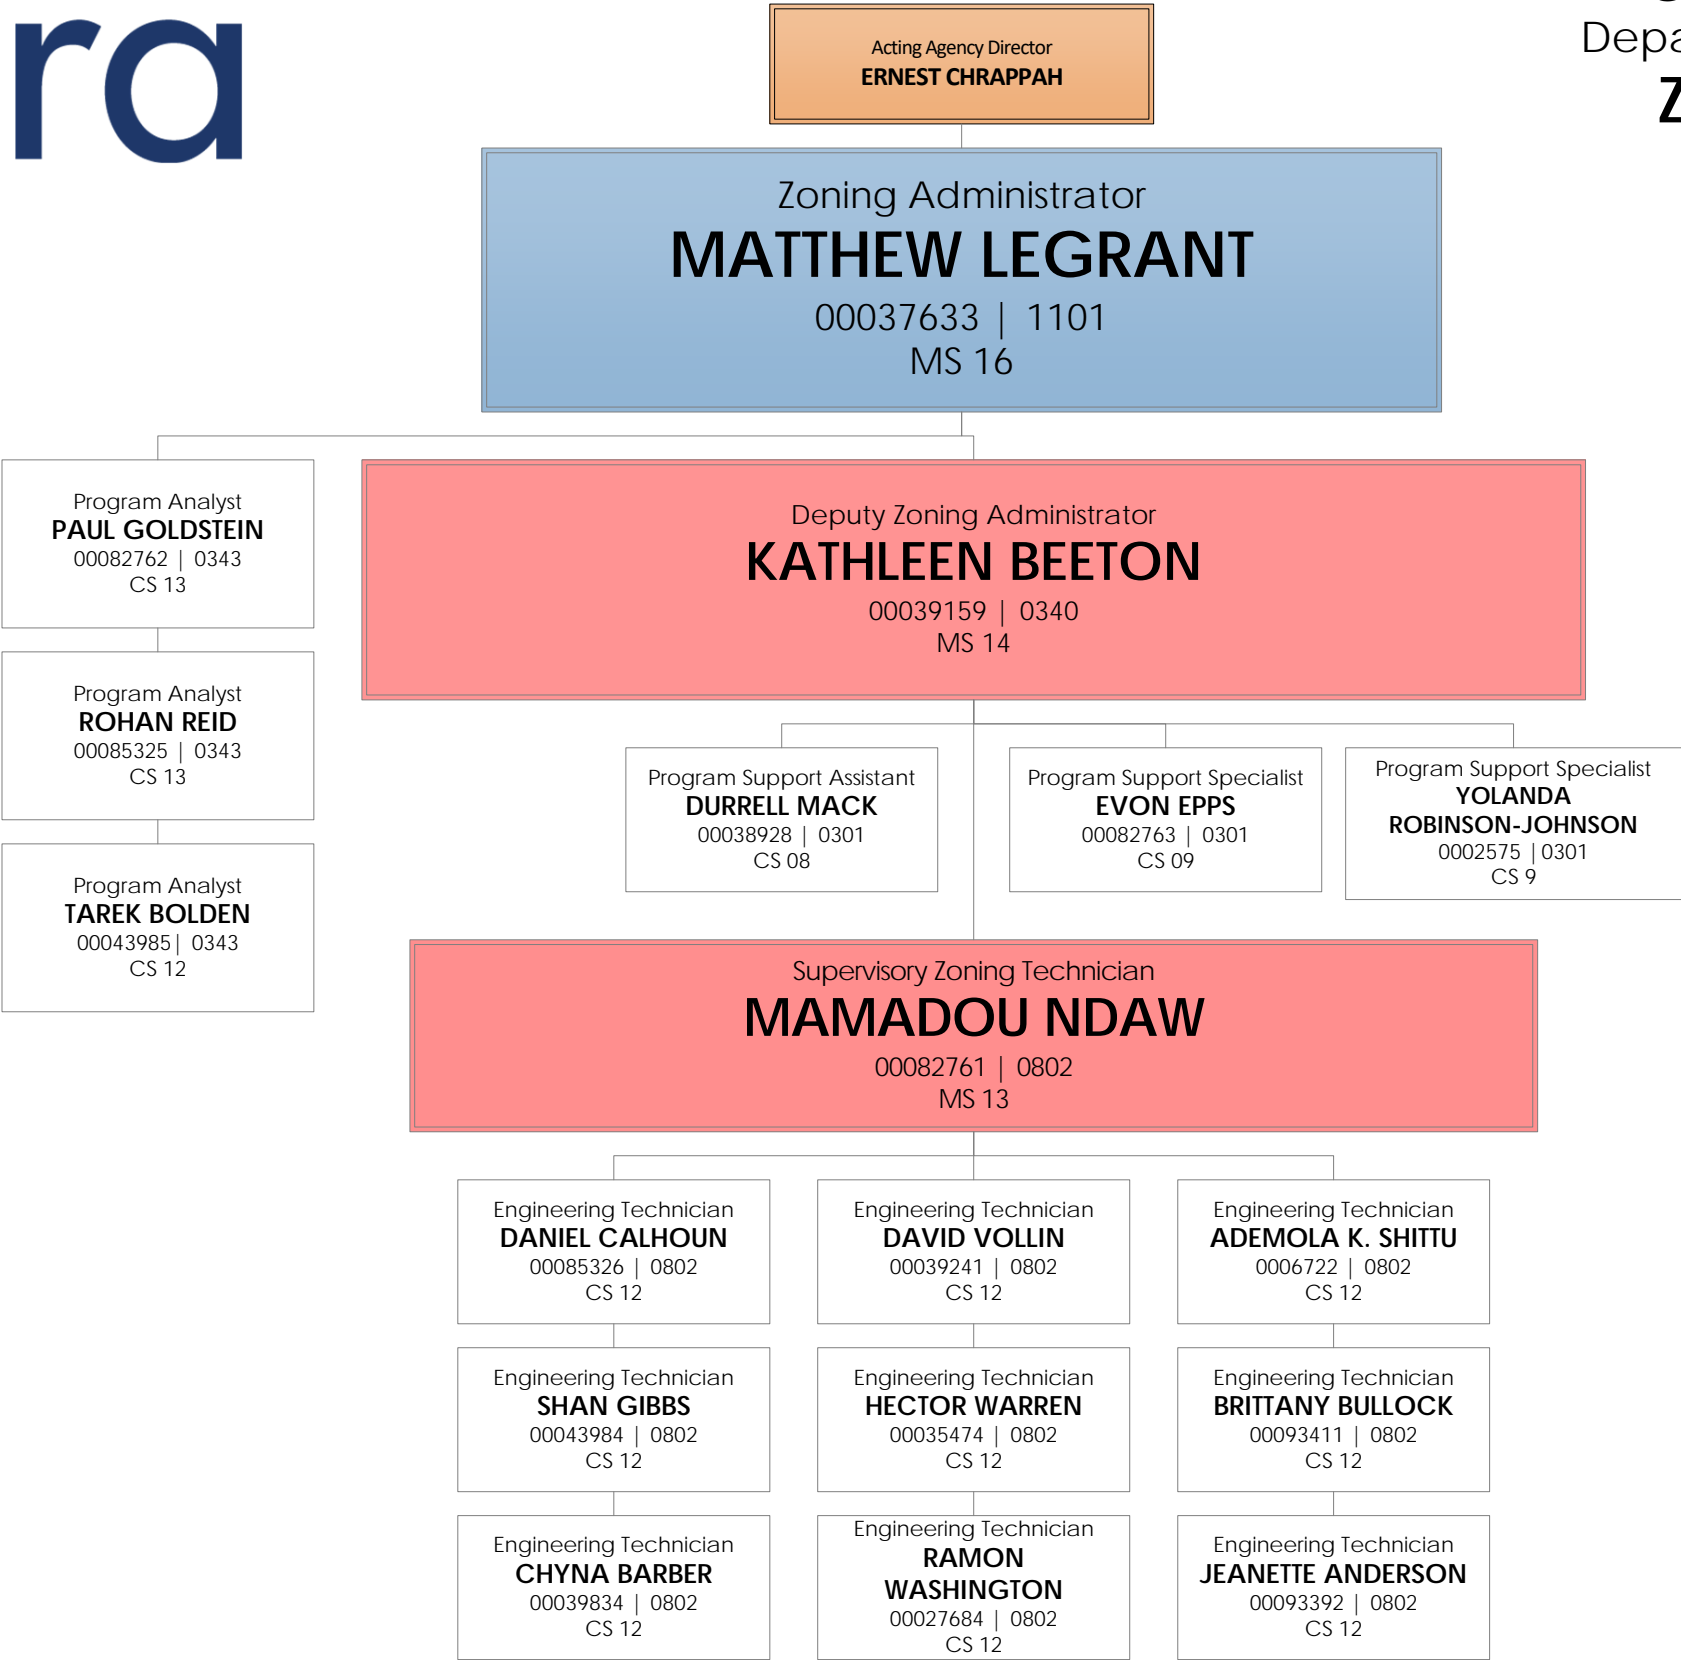 ra
Acting Agency Director
ERNEST CHRAPPAH
Zoning Administrator
MATTHEW LEGRANT
00037633 | 1101
MS 16
Program Analyst
PAUL GOLDSTEIN
00082762 | 0343
CS 13
Program Analyst
ROHAN REID
00085325 | 0343
CS 13
Program Analyst
TAREK BOLDEN
00043985| 0343
CS 12
Deputy Zoning Administrator
KATHLEEN BEETON
00039159 | 0340
MS 14
Program Support Assistant
DURRELL MACK
00038928 | 0301
CS 08
Program Support Specialist
EVON EPPS
00082763 | 0301
CS 09
Program Support Specialist
YOLANDA
ROBINSON-JOHNSON
0002575 |0301
CS 9
Supervisory Zoning Technician
MAMADOU NDAW
00082761 | 0802
MS 13
Engineering Technician
DANIEL CALHOUN
00085326 | 0802
CS 12
Engineering Technician
DAVID VOLLIN
00039241 | 0802
CS 12
Engineering Technician
ADEMOLA K. SHITTU
0006722 | 0802
CS 12
Engineering Technician
SHAN GIBBS
00043984 | 0802
CS 12
Engineering Technician
HECTOR WARREN
00035474 | 0802
CS 12
Engineering Technician
BRITTANY BULLOCK
00093411 | 0802
CS 12
Engineering Technician
CHYNA BARBER
00039834 | 0802
CS 12
Engineering Technician
RAMON
WASHINGTON
00027684 | 0802
CS 12
Engineering Technician
JEANETTE ANDERSON
00093392 | 0802
CS 12